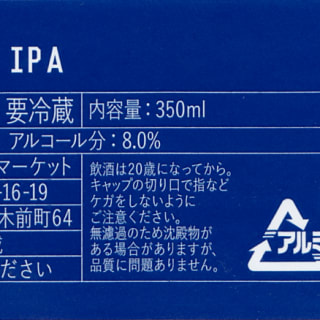 IPA
要冷蔵 内容量：350ml
アルコール分：8.0%
マーケット
-16-19
木前町64
ださい
飲酒は20歳になってから。
キャップの切り口で指など
ケガをしないように
ご注意ください。
無濾過のため沈殿物が
ある場合がありますが、
品質に問題ありません。
アルミ